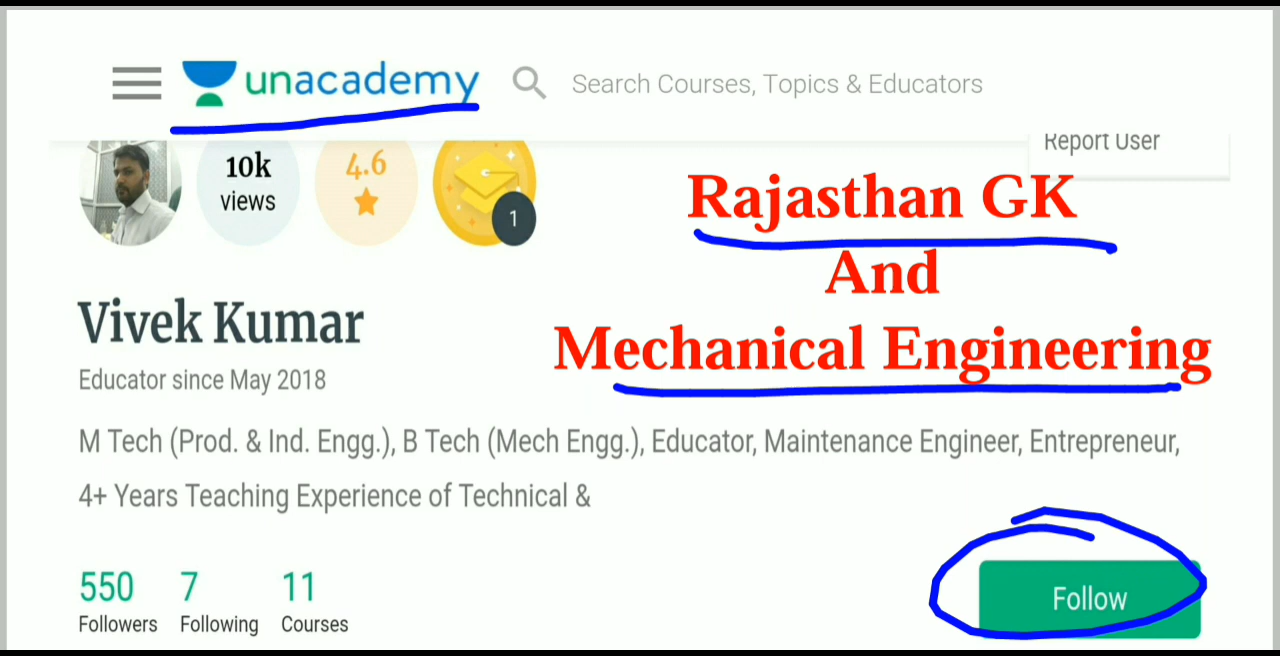 unacademy
Search Courses, Topics & Educators
Report User
10k
views
4.6
1
Rajasthan GK
And
Mechanical Engineering
Vivek Kumar
Educator since May 2018
M Tech (Prod. & Ind. Engg.), B Tech (Mech Engg.), Educator, Maintenance Engineer, Entrepreneur,
4+ Years Teaching Experience of Technical &
550 7 11
Followers Following Courses
Follow